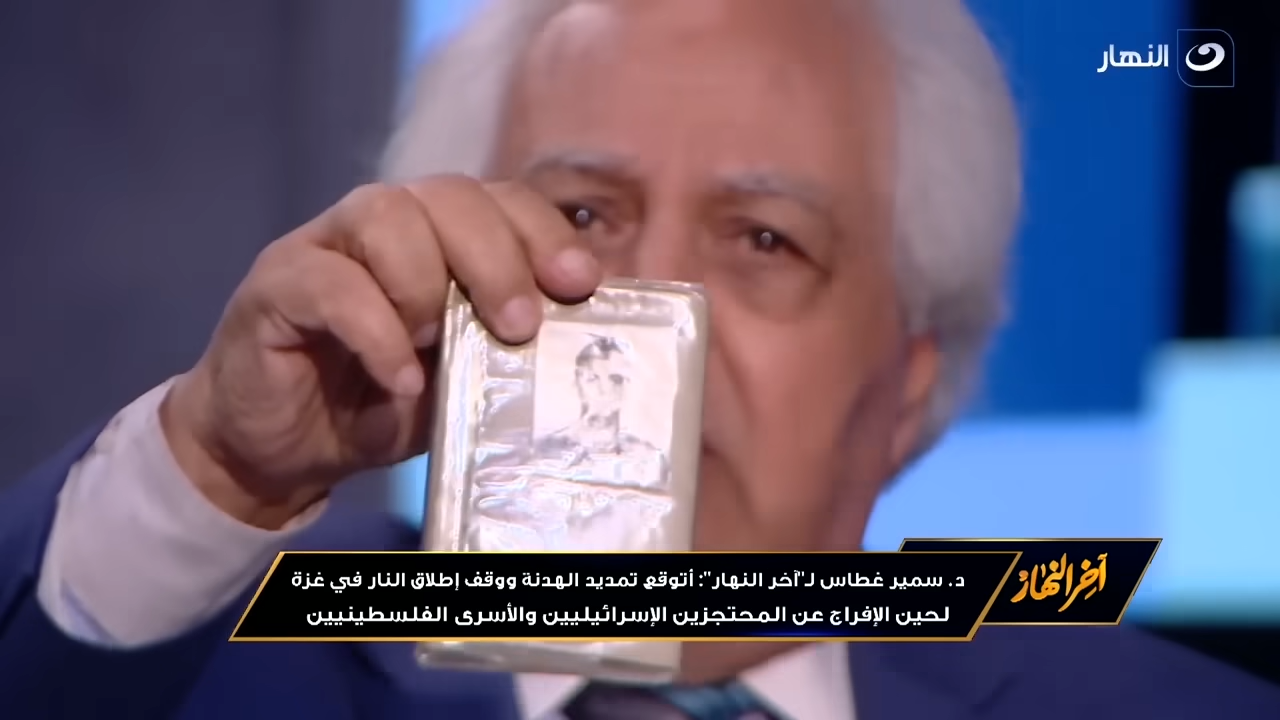 النهار
د. سمير غطاس لـ"آخر النهار": أتوقع تمديد الهدنة ووقف إطلاق النار في غزة
لحين الإفراج عن المحتجزين الإسرائيليين والأسرى الفلسطينيين
آخر النهار